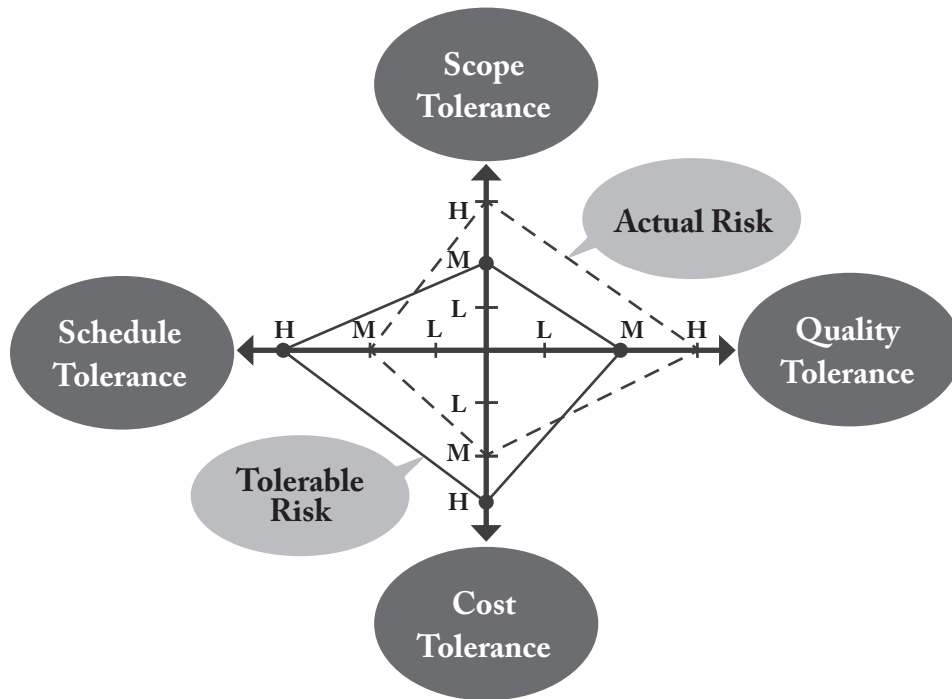 Scope
Tolerance
H
Actual Risk
M
L
Schedule
Tolerance
H
M
L
L
M
H
Quality
Tolerance
L
M
Tolerable
Risk
H
Cost
Tolerance